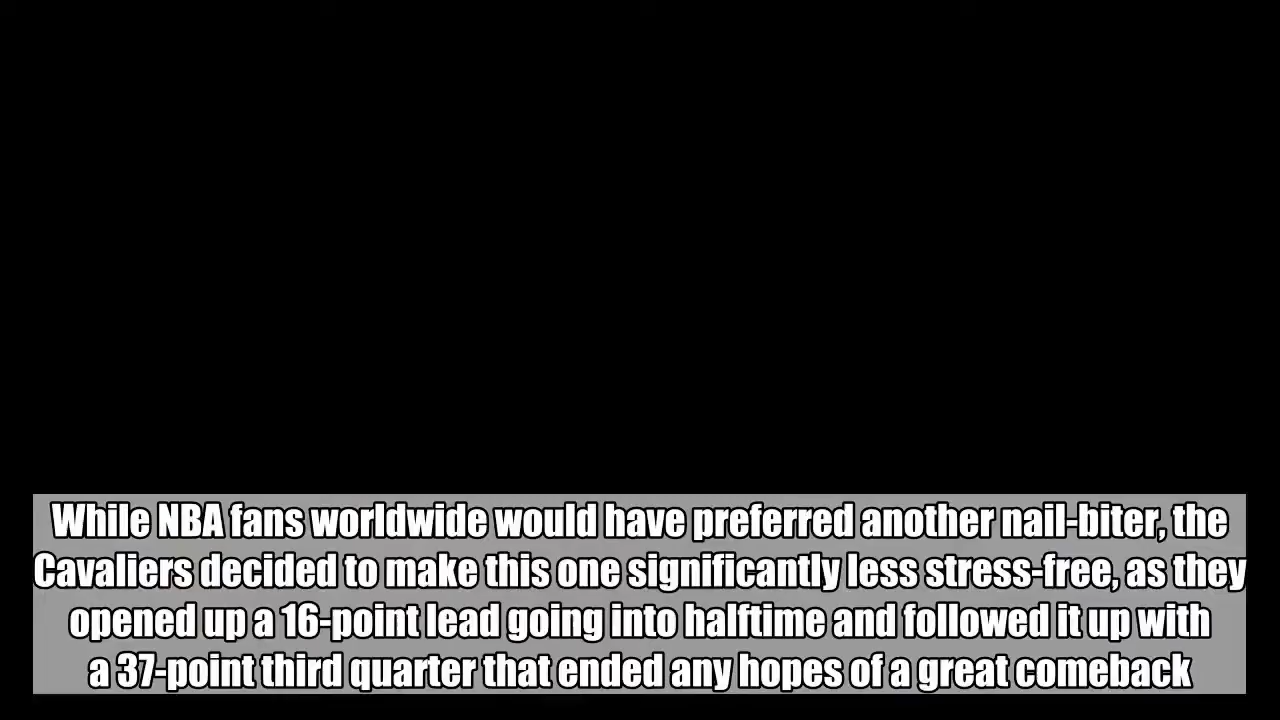 While NBA fans worldwide would have preferred another nail-biter, the
Cavaliers decided to make this one significantly less stress-free, as they
opened up a 16-point lead going into halftime and followed it up with
a 37-point third quarter that ended any hopes of a great comeback